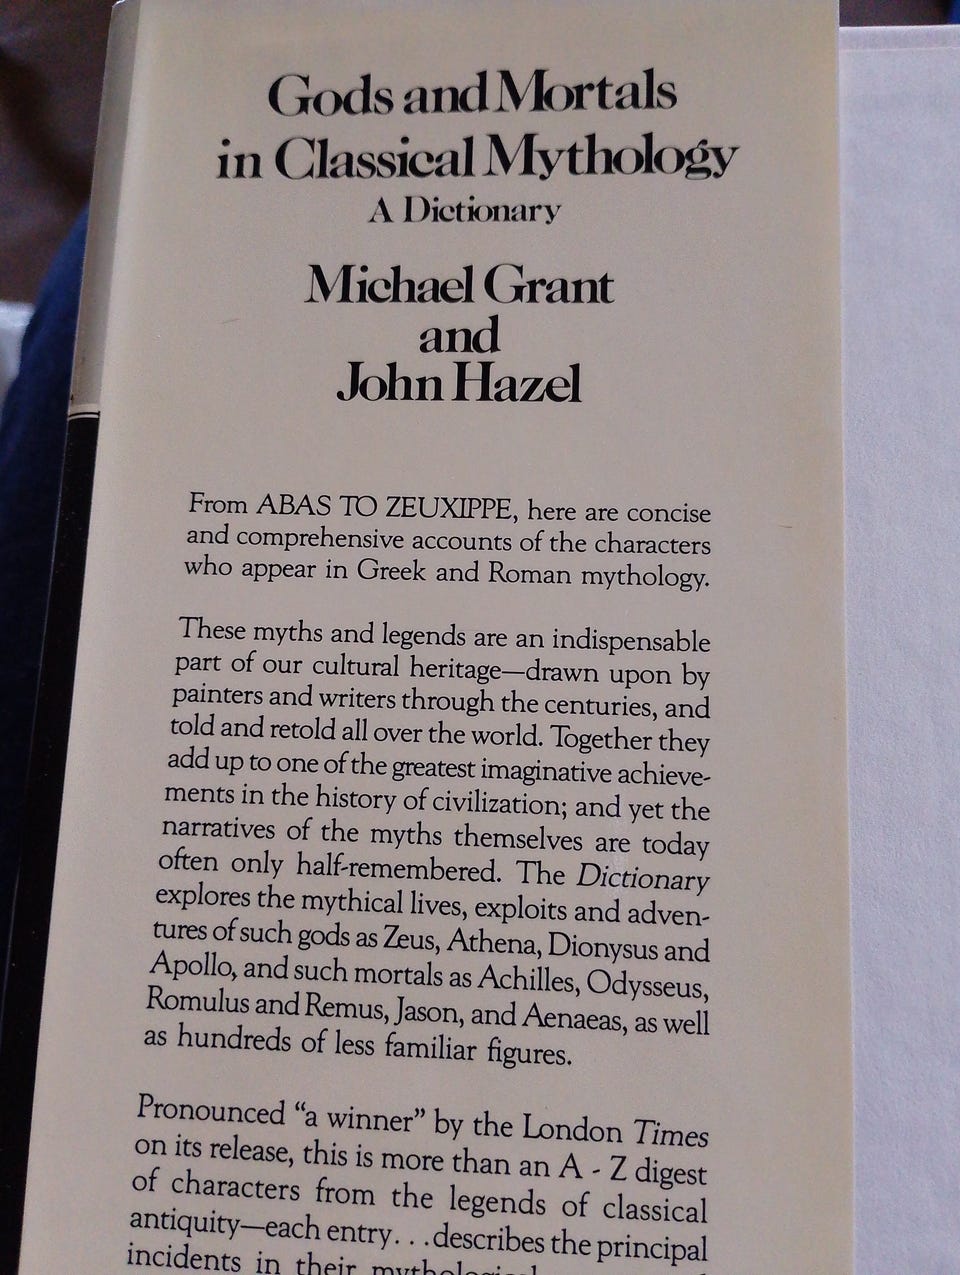 Gods and Mortals
in Classical Mythology
A Dictionary
Michael Grant
and
John Hazel
From ABAS TO ZEUXIPPE, here are concise
and comprehensive accounts of the characters
who appear in Greek and Roman mythology.
These myths and legends are an indispensable
part of our cultural heritage—drawn upon by
painters and writers through the centuries, and
told and retold all over the world. Together they
add up to one of the greatest imaginative achieve-
ments in the history of civilization; and yet the
narratives of the myths themselves are today
often only half-remembered. The Dictionary
explores the mythical lives, exploits and adven-
tures of such gods as Zeus, Athena, Dionysus and
Apollo, and such mortals as Achilles, Odysseus,
Romulus and Remus, Jason, and Aenaeas, as well
as hundreds of less familiar figures.
Pronounced “a winner” by the London Times
on its release, this is more than an A - Z digest
of characters from the legends of classical
antiquity—each entry. . .describes the principal
incidents in their